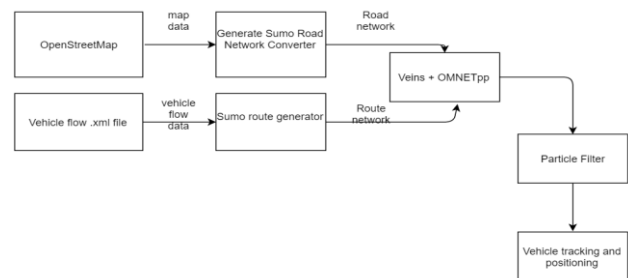 map
data
Road
network
OpenStreetMap
Generate Sumo Road
Network Converter
Veins + OMNETpp
Vehicle flow .xml file
vehicle
flow
data
Sumo route generator
Route
network
Particle Filter
Vehicle tracking and
positioning